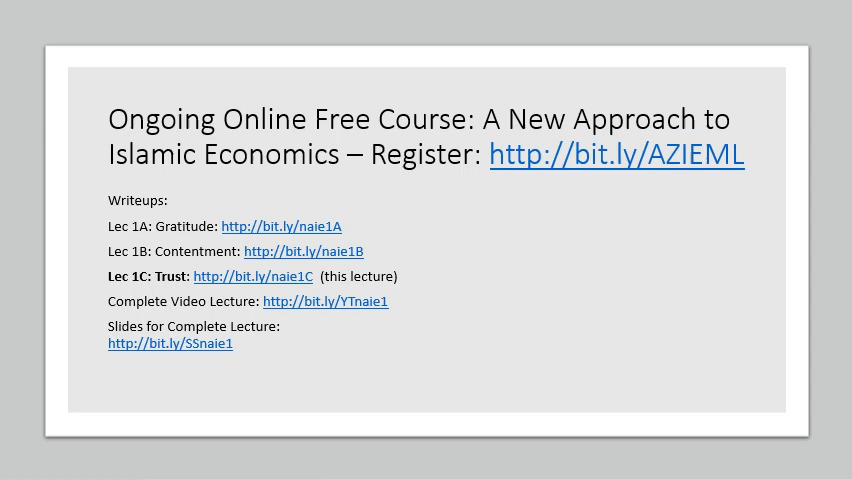 Ongoing Online Free Course: A New Approach to
Islamic Economics – Register: http://bit.ly/AZIEML
Writeups:
Lec 1A: Gratitude: http://bit.ly/naie1A
Lec 1B: Contentment: http://bit.ly/naie1B
Lec 1C: Trust: http://bit.ly/naie1C (this lecture)
Complete Video Lecture: http://bit.ly/YTnaie1
Slides for Complete Lecture:
http://bit.ly/SSnaie1